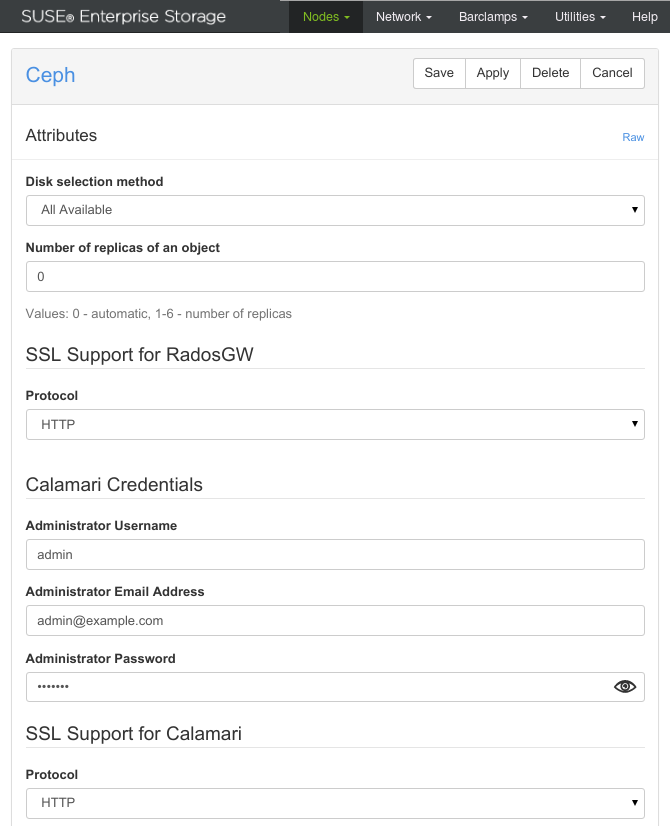 SUSE® Enterprise Storage Nodes Network Barclamps Utilities Help
Ceph Save Apply Delete Cancel
Attributes Raw
Disk selection method
All Available
Number of replicas of an object
0
Values: 0 - automatic, 1-6 - number of replicas
SSL Support for RadosGW
Protocol
HTTP
Calamari Credentials
Administrator Username
admin
Administrator Email Address
admin@example.com
Administrator Password
•••••••
SSL Support for Calamari
Protocol
HTTP